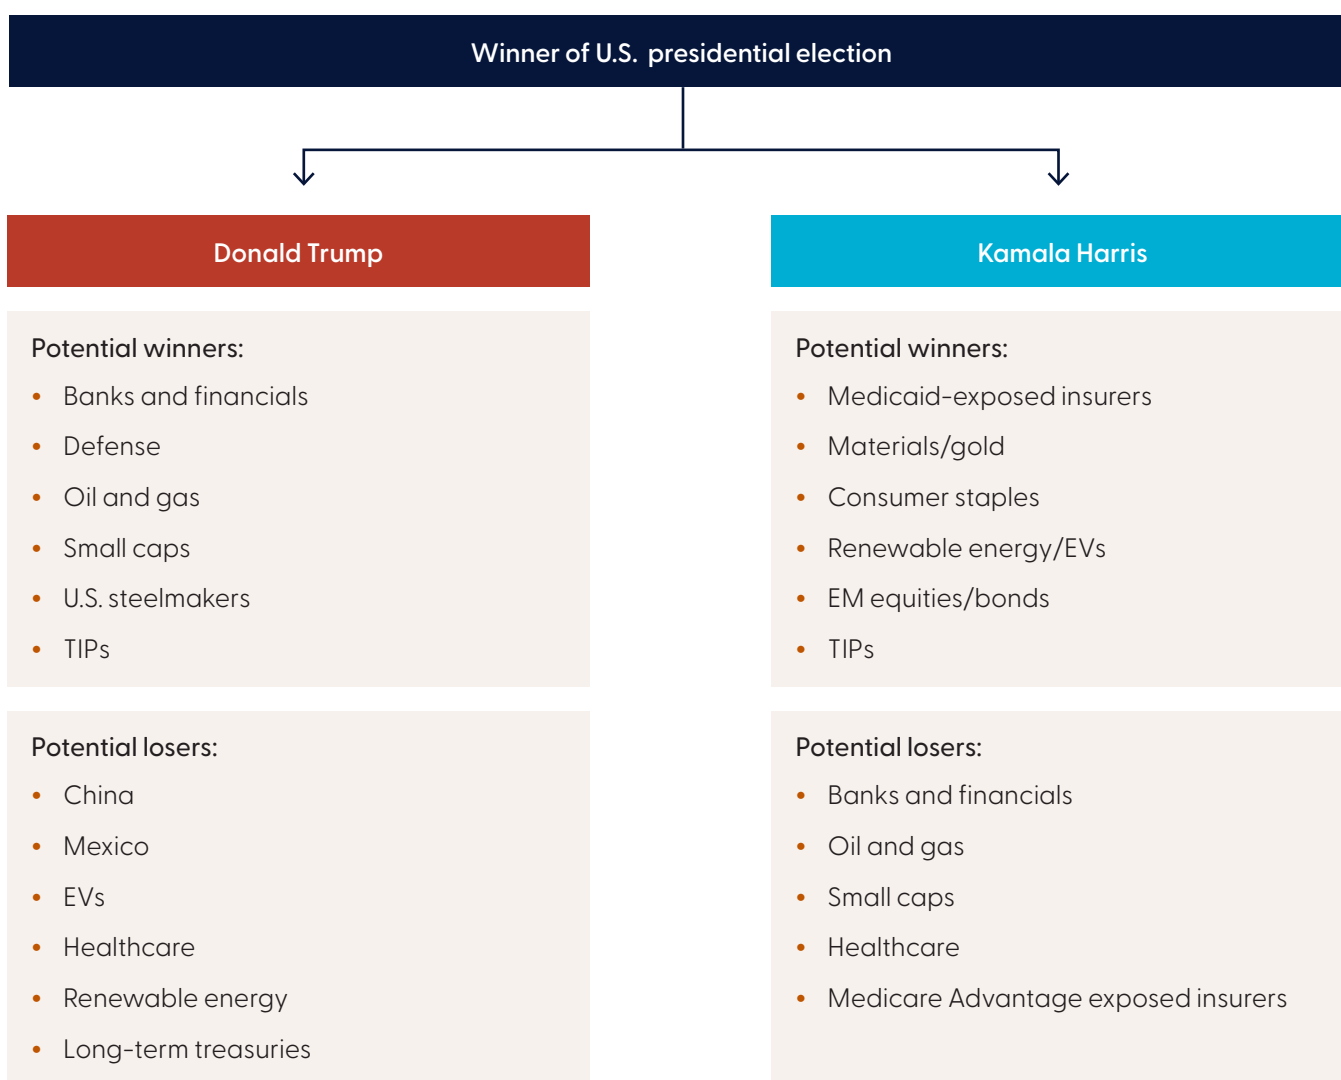 Winner of U.S. presidential election
Donald Trump
Potential winners:
• Banks and financials
• Defense
• Oil and gas
• Small caps
• U.S. steelmakers
• TIPs
Potential losers:
• China
• Mexico
• EVs
• Healthcare
• Renewable energy
• Long-term treasuries
Kamala Harris
Potential winners:
• Medicaid-exposed insurers
• Materials/gold
• Consumer staples
• Renewable energy/EVs
• EM equities/bonds
• TIPs
Potential losers:
• Banks and financials
• Oil and gas
• Small caps
• Healthcare
• Medicare Advantage exposed insurers